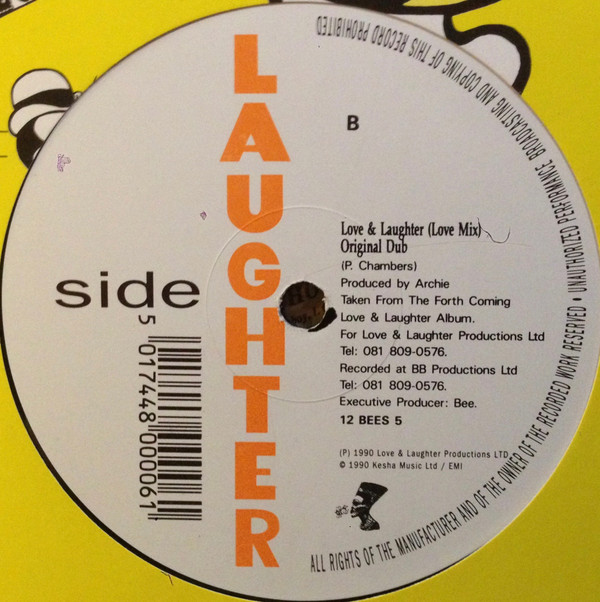 LAUGHTER
side
B
Love & Laughter (Love Mix)
Original Dub
(P. Chambers)
Produced by Archie
Taken From The Forth Coming
Love & Laughter Album.
For Love & Laughter Productions Ltd
Tel: 081 809-0576.
Recorded at BB Productions Ltd
Tel: 081 809-0576.
Executive Producer: Bee.
12 BEES 5
(P) 1990 Love & Laughter Productions LTD
© 1990 Kesha Music Ltd / EMI
5 017448 000061
ALL RIGHTS OF THE MANUFACTURER AND OF THE OWNER OF THE RECORDED WORK RESERVED • UNAUTHORIZED PERFORMANCE BROADCASTING AND COPYING OF THIS RECORD PROHIBITED